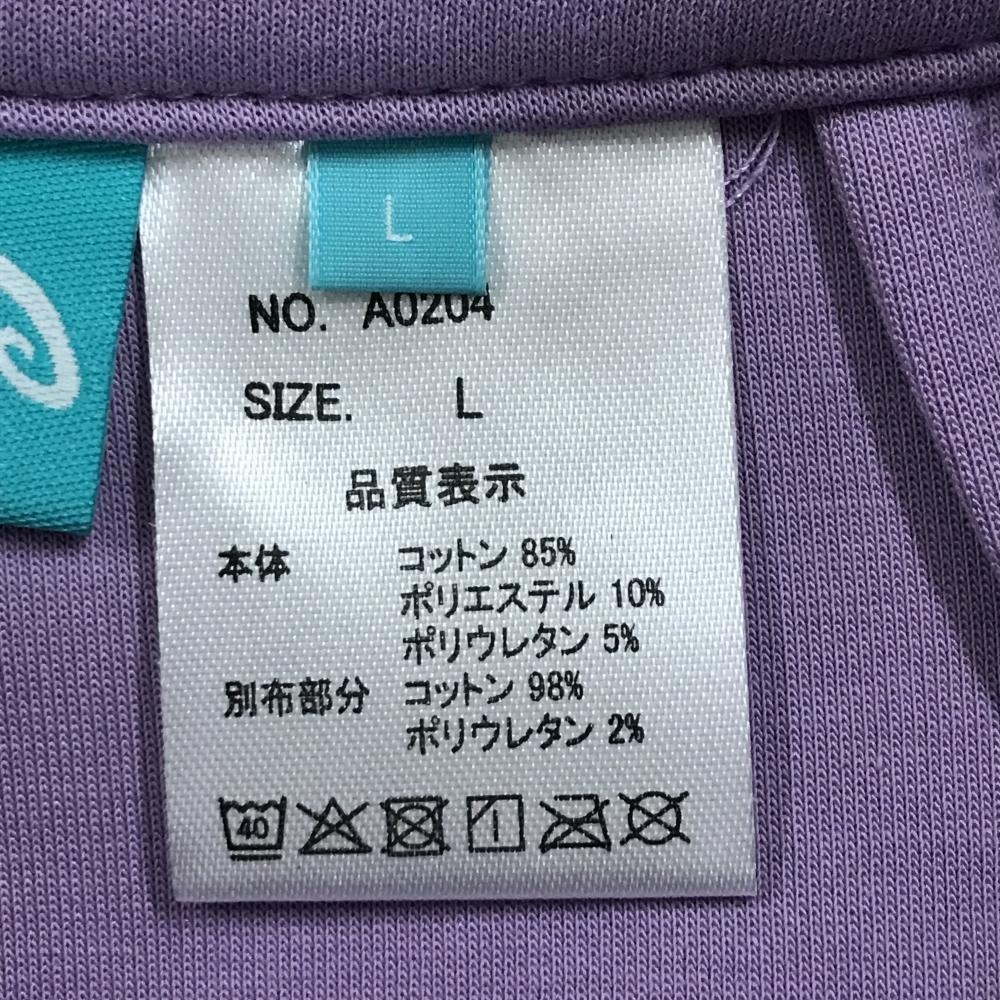 L
NO. A0204
SIZE. L
品質表示
本体 コットン 85%
ポリエステル 10%
ポリウレタン 5%
別布部分 コットン 98%
ポリウレタン 2%
40